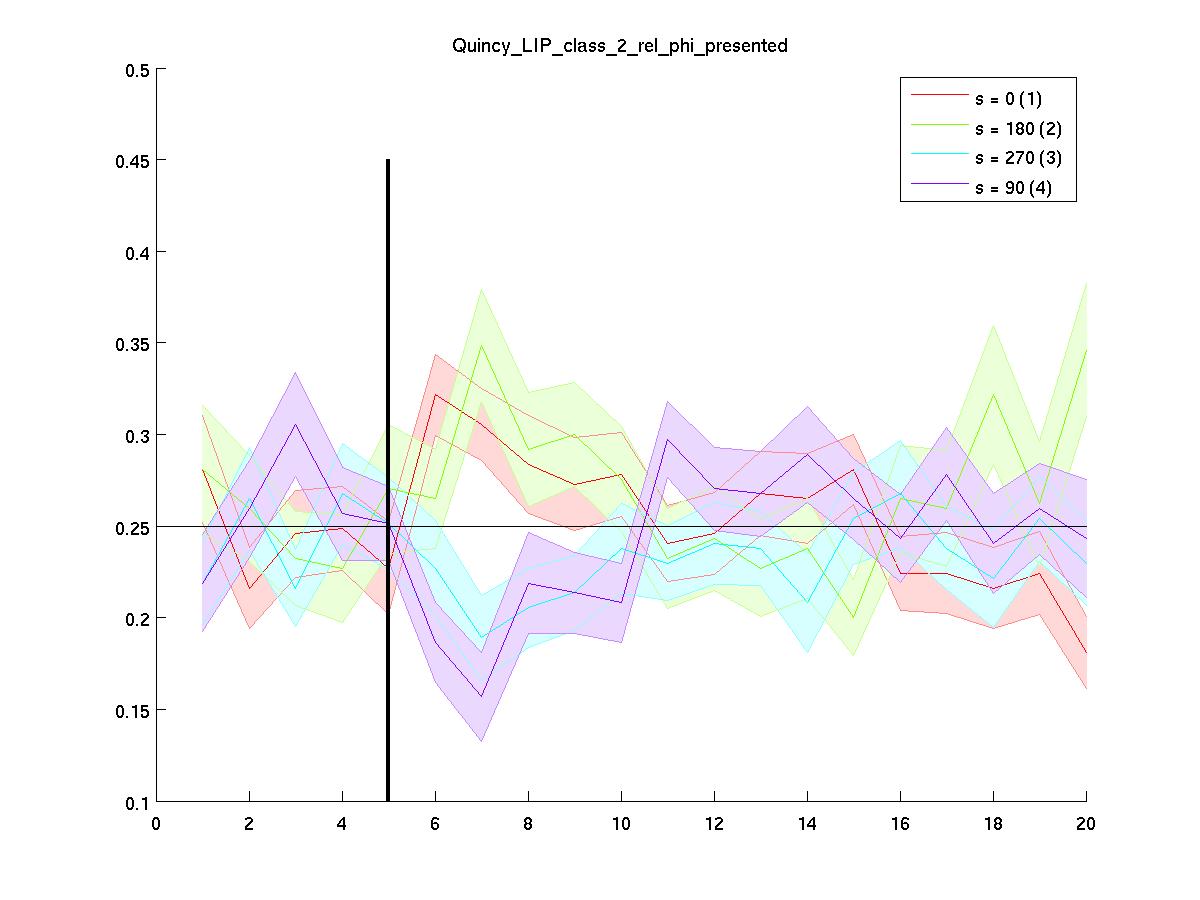 Quincy_LIP_class_2_rel_phi_presented
0.5
0.45
0.4
0.35
0.3
0.25
0.2
0.15
0.1
s = 0 (1)
s = 180 (2)
s = 270 (3)
s = 90 (4)
0 2 4 6 8 10 12 14 16 18 20